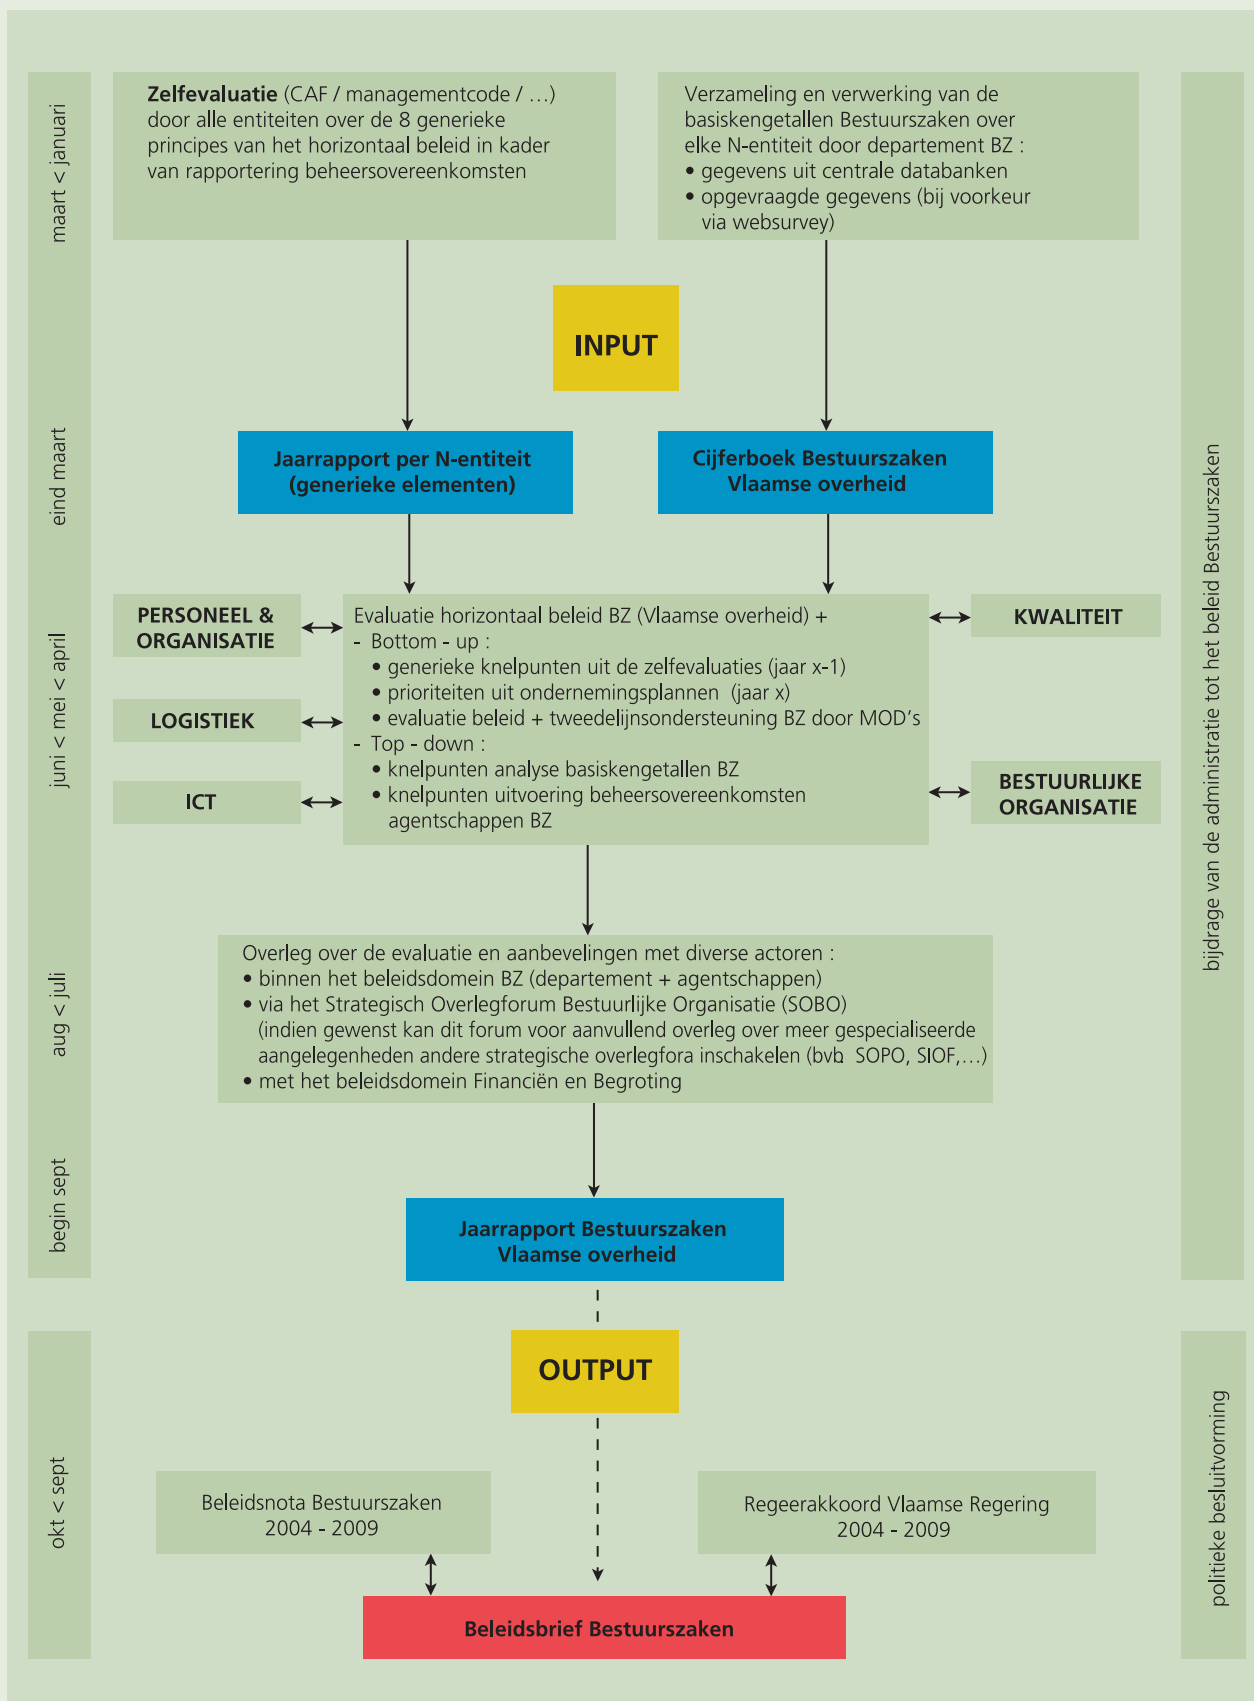 maart < januari
Zelfevaluatie (CAF / managementcode / …)
door alle entiteiten over de 8 generieke
principes van het horizontaal beleid in kader
van rapportering beheersovereenkomsten
Verzameling en verwerking van de
basiskengetallen Bestuurszaken over
elke N-entiteit door departement BZ :
• gegevens uit centrale databanken
• opgevraagde gegevens (bij voorkeur
via websurvey)
INPUT
eind maart
Jaarrapport per N-entiteit
(generieke elementen)
Cijferboek Bestuurszaken
Vlaamse overheid
bijdrage van de administratie tot het beleid Bestuurszaken
juni < mei < april
PERSONEEL &
ORGANISATIE
LOGISTIEK
ICT
Evaluatie horizontaal beleid BZ (Vlaamse overheid) +
- Bottom - up :
• generieke knelpunten uit de zelfevaluaties (jaar x-1)
• prioriteiten uit ondernemingsplannen (jaar x)
• evaluatie beleid + tweedelijnsondersteuning BZ door MOD's
- Top - down :
• knelpunten analyse basiskengetallen BZ
• knelpunten uitvoering beheersovereenkomsten
agentschappen BZ
KWALITEIT
BESTUURLIJKE
ORGANISATIE
aug < juli
Overleg over de evaluatie en aanbevelingen met diverse actoren :
• binnen het beleidsdomein BZ (departement + agentschappen)
• via het Strategisch Overlegforum Bestuurlijke Organisatie (SOBO)
(indien gewenst kan dit forum voor aanvullend overleg over meer gespecialiseerde
aangelegenheden andere strategische overlegfora inschakelen (bvb. SOPO, SIOF,…)
• met het beleidsdomein Financiën en Begroting
begin sept
Jaarrapport Bestuurszaken
Vlaamse overheid
OUTPUT
okt < sept
Beleidsnota Bestuurszaken
2004 - 2009
Regeerakkoord Vlaamse Regering
2004 - 2009
politieke besluitvorming
Beleidsbrief Bestuurszaken